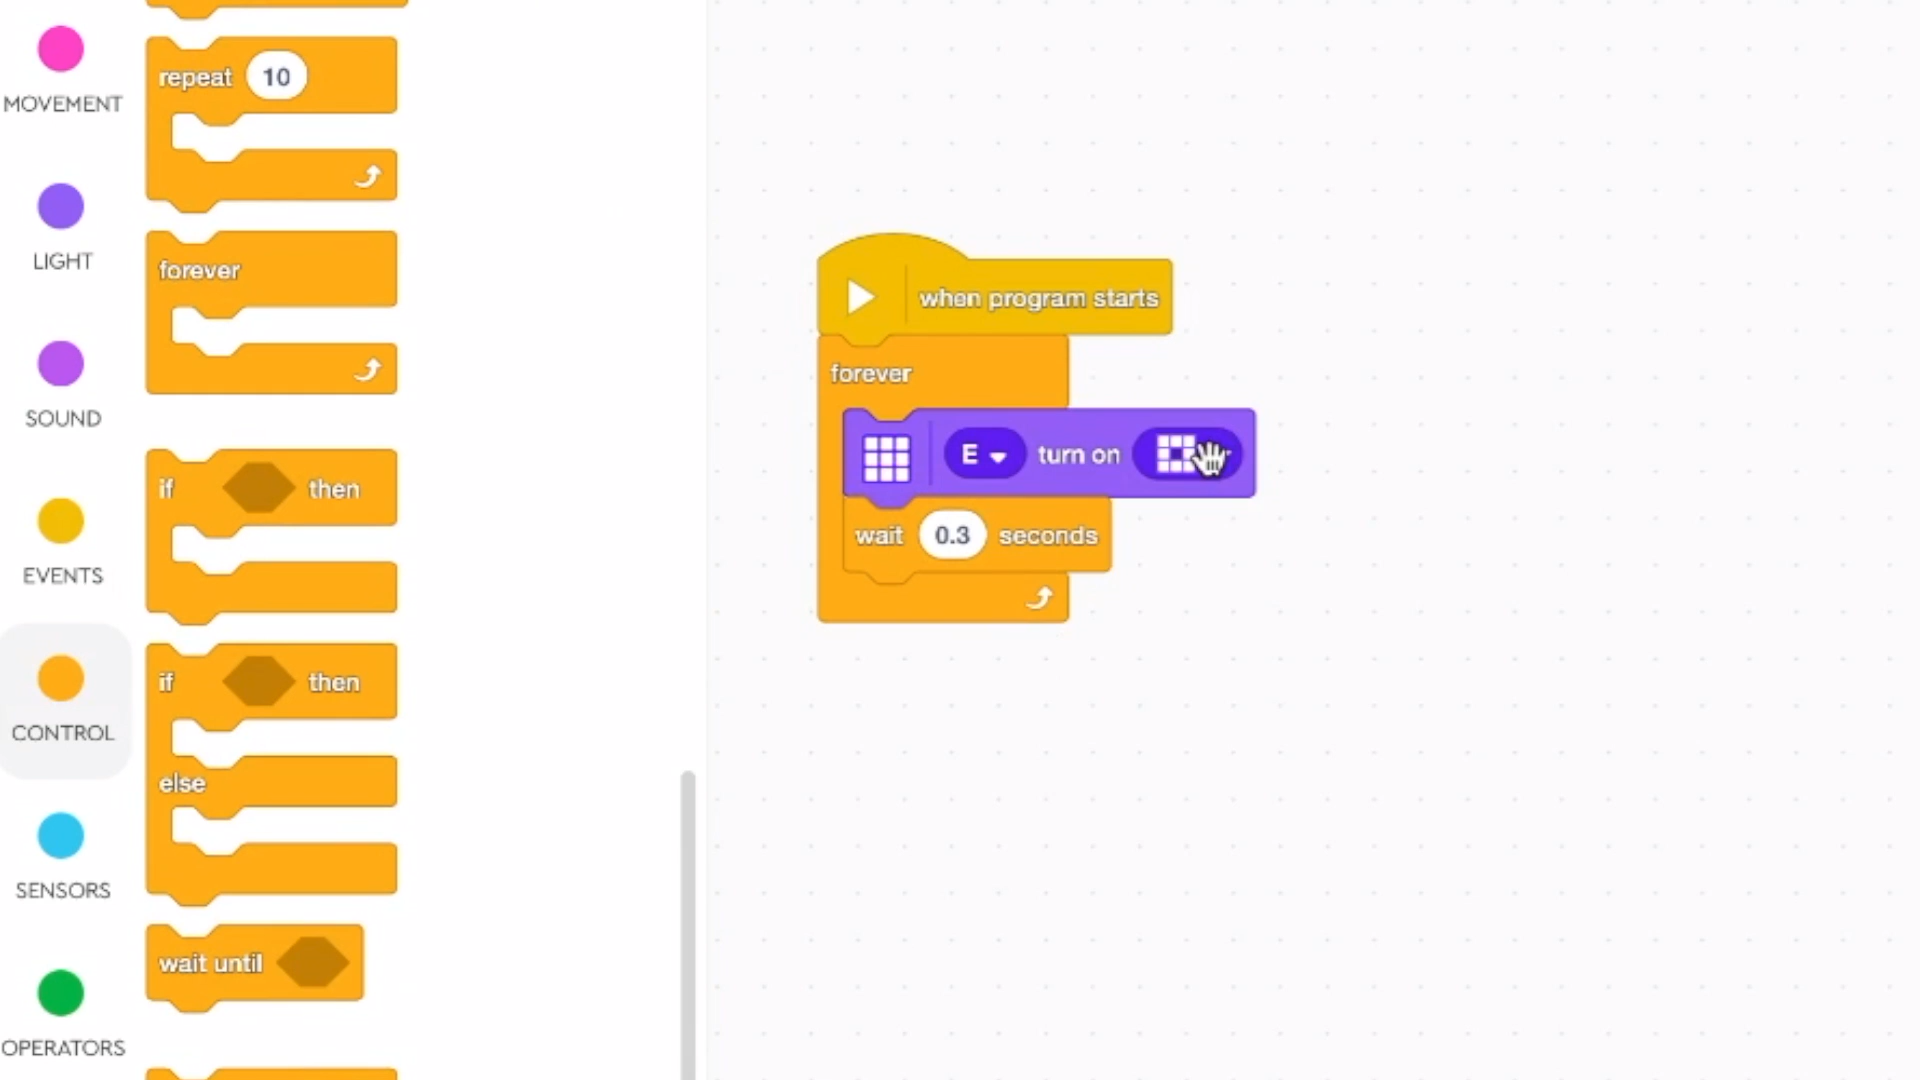 MOVEMENT
LIGHT
SOUND
EVENTS
CONTROL
SENSORS
OPERATORS
repeat 10
forever
if then
if then
else
wait until
when program starts
forever
E turn on
wait 0.3 seconds